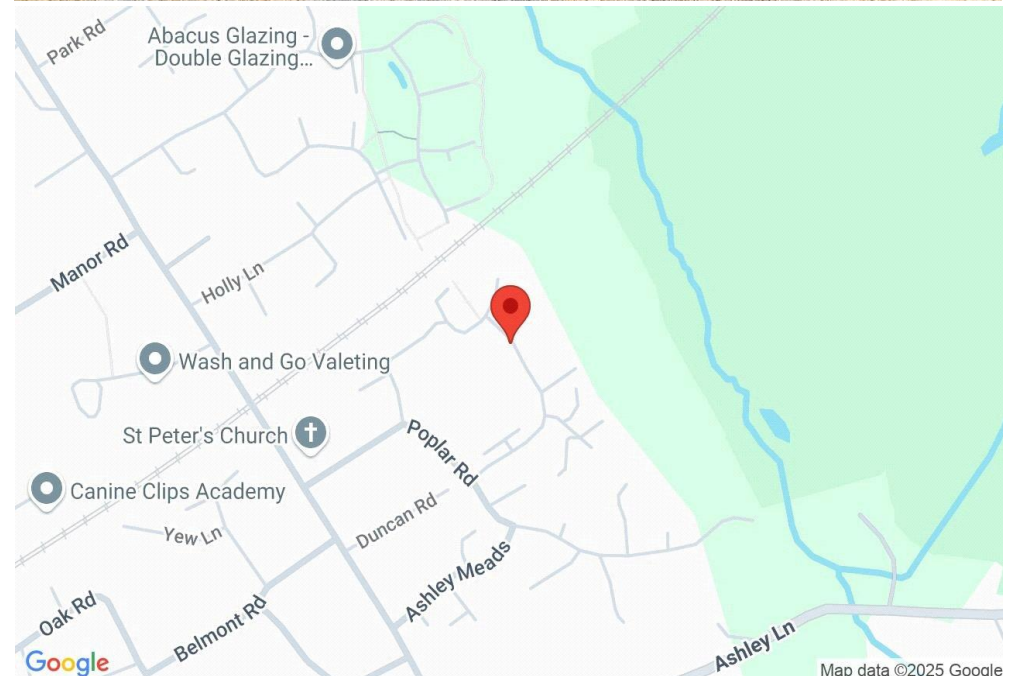 Park Rd
Abacus Glazing -
Double Glazing...
Manor Rd
Holly Ln
Wash and Go Valeting
St Peter's Church
Poplar Rd
Canine Clips Academy
Duncan Rd
Yew Ln
Ashley Meads
Oak Rd
Belmont Rd
Ashley Ln
Google
Map data ©2025 Google